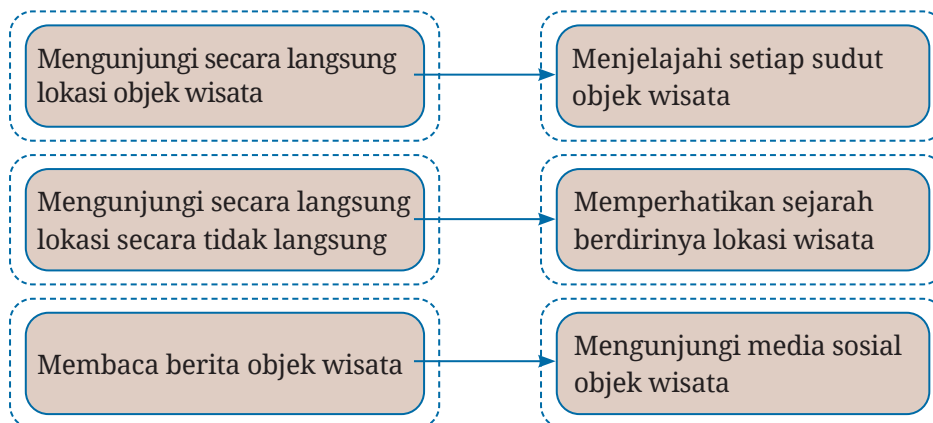 Mengunjungi secara langsung
lokasi objek wisata
Menjelajahi setiap sudut
objek wisata
Mengunjungi secara langsung
lokasi secara tidak langsung
Memperhatikan sejarah
berdirinya lokasi wisata
Membaca berita objek wisata
Mengunjungi media sosial
objek wisata